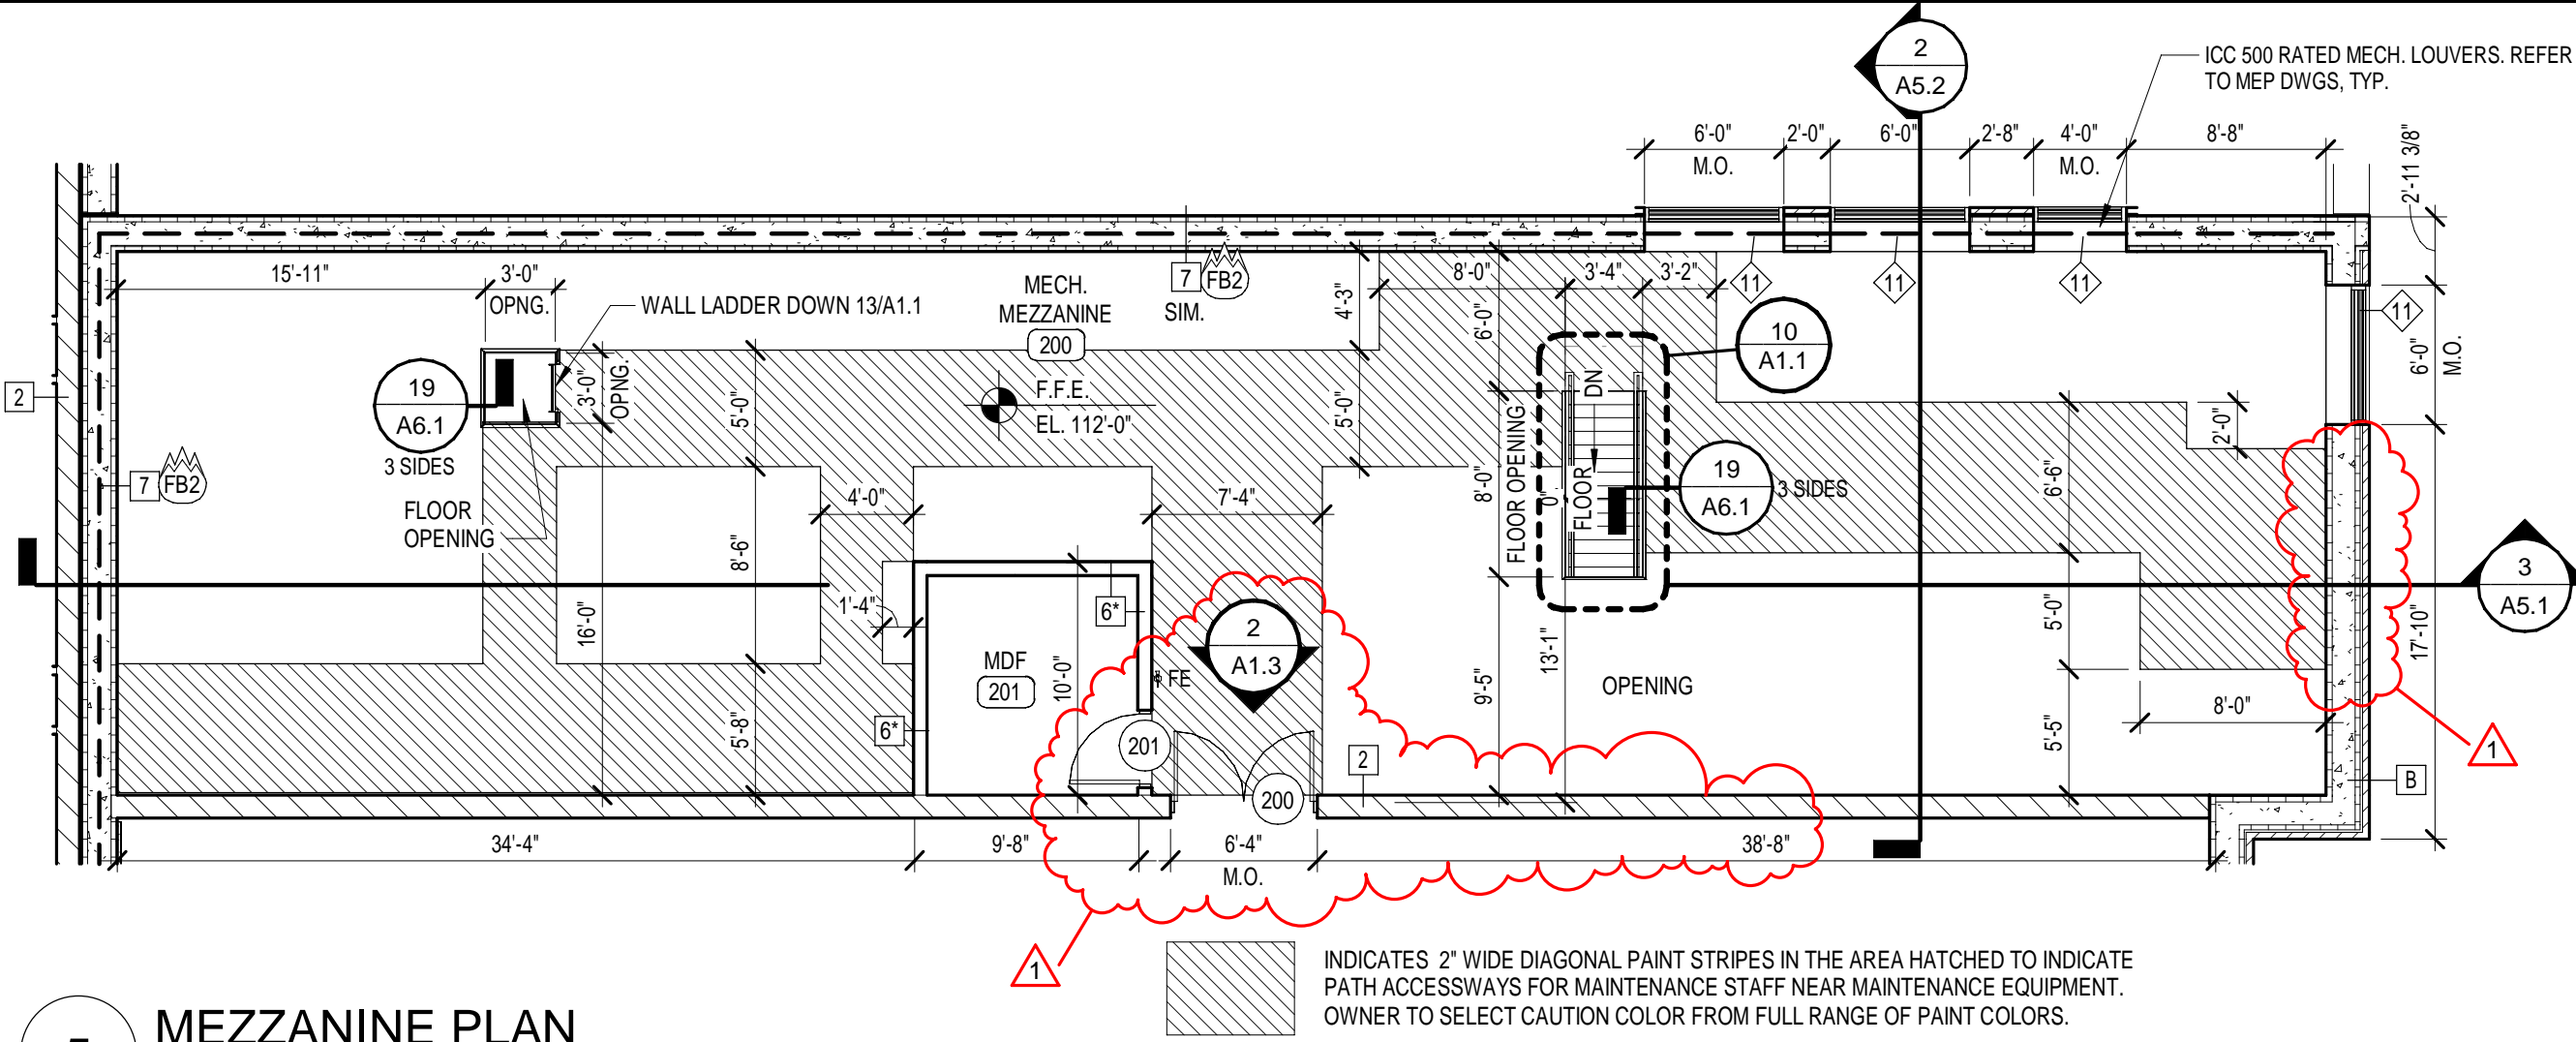 2
A5.2
ICC 500 RATED MECH. LOUVERS. REFER
TO MEP DWGS, TYP.
6'-0"
M.O.
2'-0"
6'-0"
2'-8"
4'-0"
M.O.
8'-8"
2'-11 3/8"
15'-11"
3'-0"
OPNG.
WALL LADDER DOWN 13/A1.1
MECH.
MEZZANINE
200
7
FB2
SIM.
4'-3"
8'-0"
3'-4"
3'-2"
11
11
11
11
6'-0"
10
A1.1
6'-0"
M.O.
2
19
A6.1
3 SIDES
3'-0"
OPNG.
5'-0"
F.F.E.
EL. 112'-0"
5'-0"
DN
FLOOR OPENING
FLOOR
0"
8'-0"
19
A6.1
3 SIDES
2'-0"
6'-6"
7
FB2
FLOOR
OPENING
4'-0"
7'-4"
8'-6"
16'-0"
1'-4"
6*
10'-0"
MDF
201
FE
2
A1.3
13'-1"
9'-5"
OPENING
5'-0"
3
A5.1
17'-10"
8'-0"
5'-8"
6*
201
200
2
5'-5"
1
B
34'-4"
9'-8"
6'-4"
M.O.
38'-8"
1
INDICATES 2" WIDE DIAGONAL PAINT STRIPES IN THE AREA HATCHED TO INDICATE
PATH ACCESSWAYS FOR MAINTENANCE STAFF NEAR MAINTENANCE EQUIPMENT.
OWNER TO SELECT CAUTION COLOR FROM FULL RANGE OF PAINT COLORS.
MEZZANINE PLAN